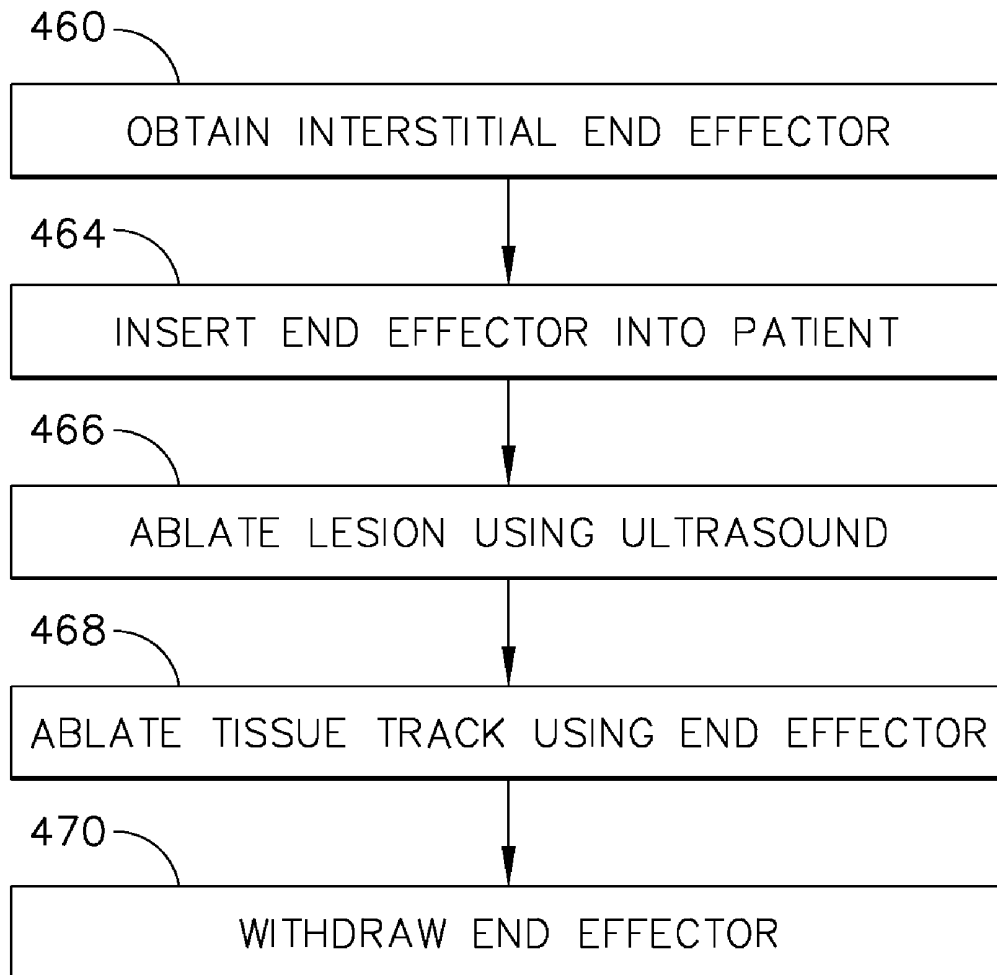 460
OBTAIN INTERSTITIAL END EFFECTOR
464
INSERT END EFFECTOR INTO PATIENT
466
ABLATE LESION USING ULTRASOUND
468
ABLATE TISSUE TRACK USING END EFFECTOR
470
WITHDRAW END EFFECTOR